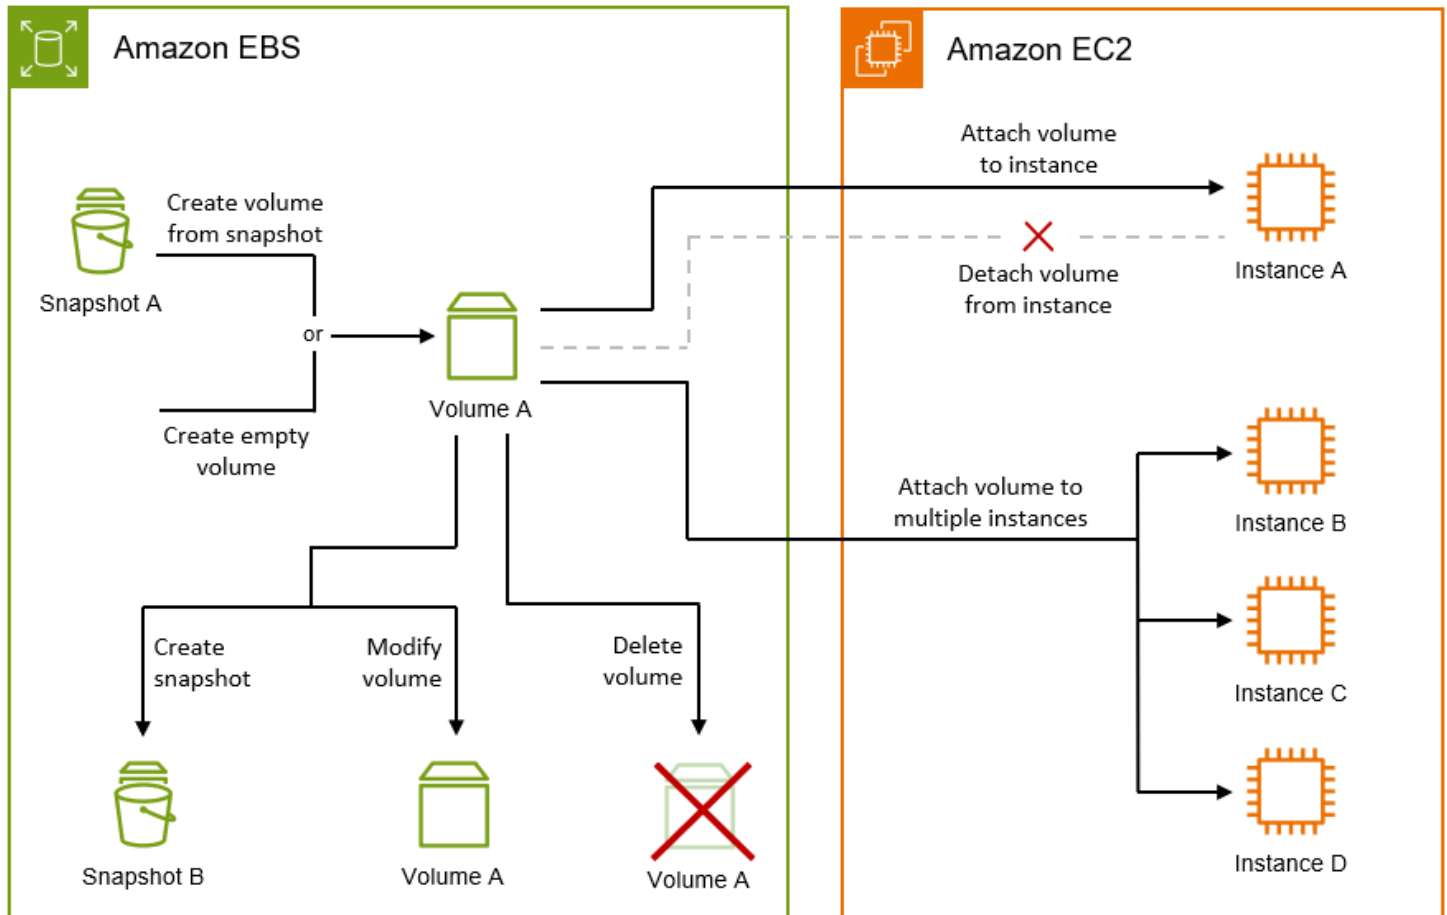 Amazon EBS
Amazon EC2
Attach volume
to instance
Create volume
from snapshot
Snapshot A
Detach volume
from instance
Instance A
or
Volume A
Create empty
volume
Attach volume to
multiple instances
Instance B
Create
snapshot
Modify
volume
Delete
volume
Instance C
Snapshot B
Volume A
Volume A
Instance D